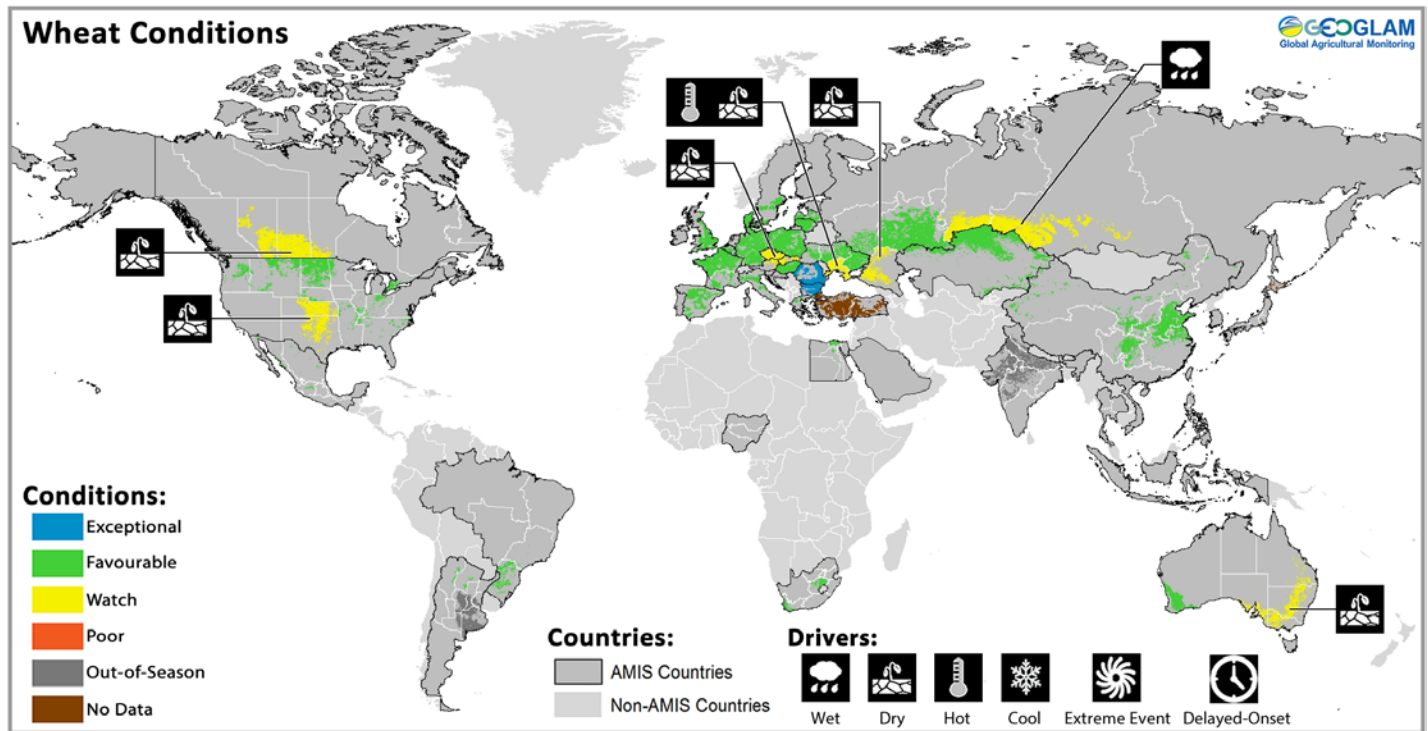 Wheat Conditions
GEOGLAM
Global Agricultural Monitoring
Conditions:
Exceptional
Favourable
Watch
Poor
Out-of-Season
No Data
Countries:
AMIS Countries
Non-AMIS Countries
Drivers:
Wet
Dry
Hot
Cool
Extreme Event
Delayed-Onset